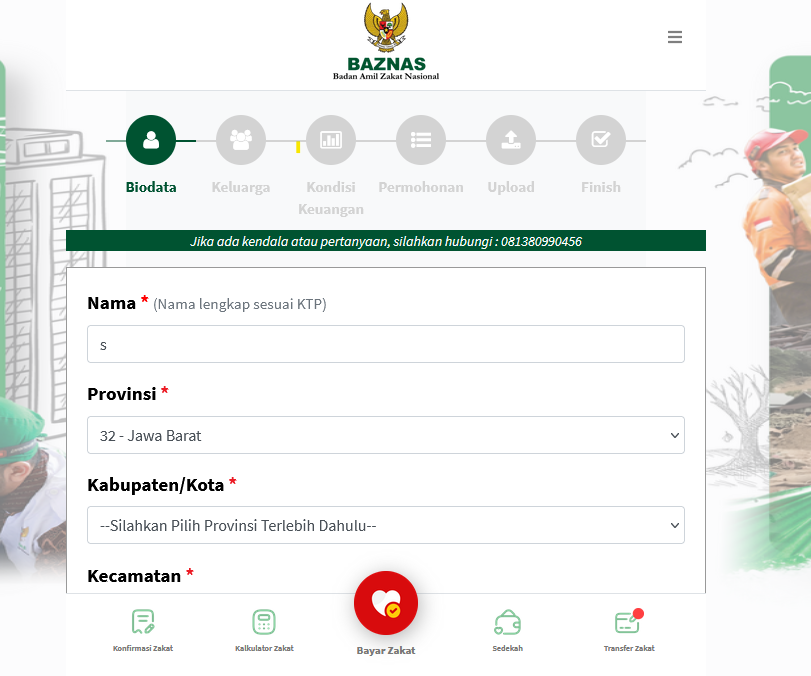 BAZNAS
Badan Amil Zakat Nasional
Biodata
Keluarga
Kondisi
Keuangan
Permohonan
Upload
Finish
Jika ada kendala atau pertanyaan, silahkan hubungi : 081380990456
Nama * (Nama lengkap sesuai KTP)
s
Provinsi *
32 - Jawa Barat
Kabupaten/Kota *
--Silahkan Pilih Provinsi Terlebih Dahulu--
Kecamatan *
Konfirmasi Zakat
Kalkulator Zakat
Bayar Zakat
Sedekah
Transfer Zakat